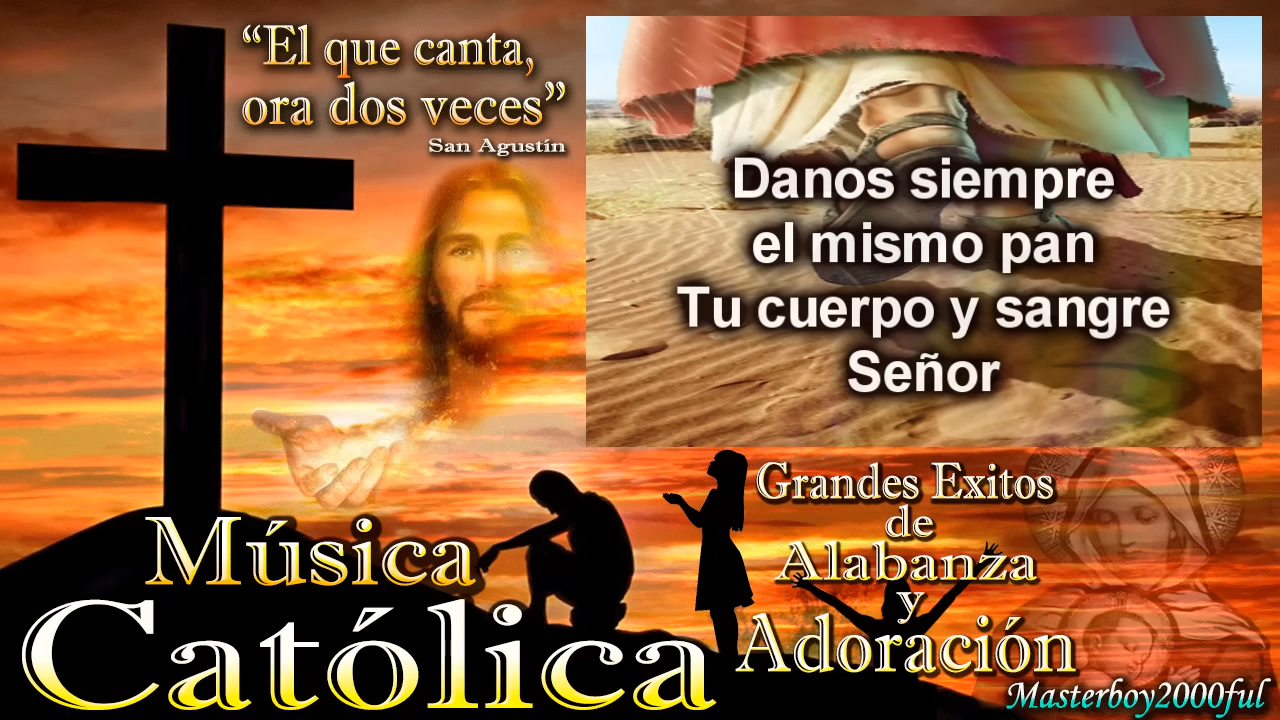 “El que canta,
ora dos veces”
San Agustín
Danos siempre
el mismo pan
Tu cuerpo y sangre
Señor
Música
Católica
Grandes Exitos
de
Alabanza
y
Adoración
Masterboy2000ful